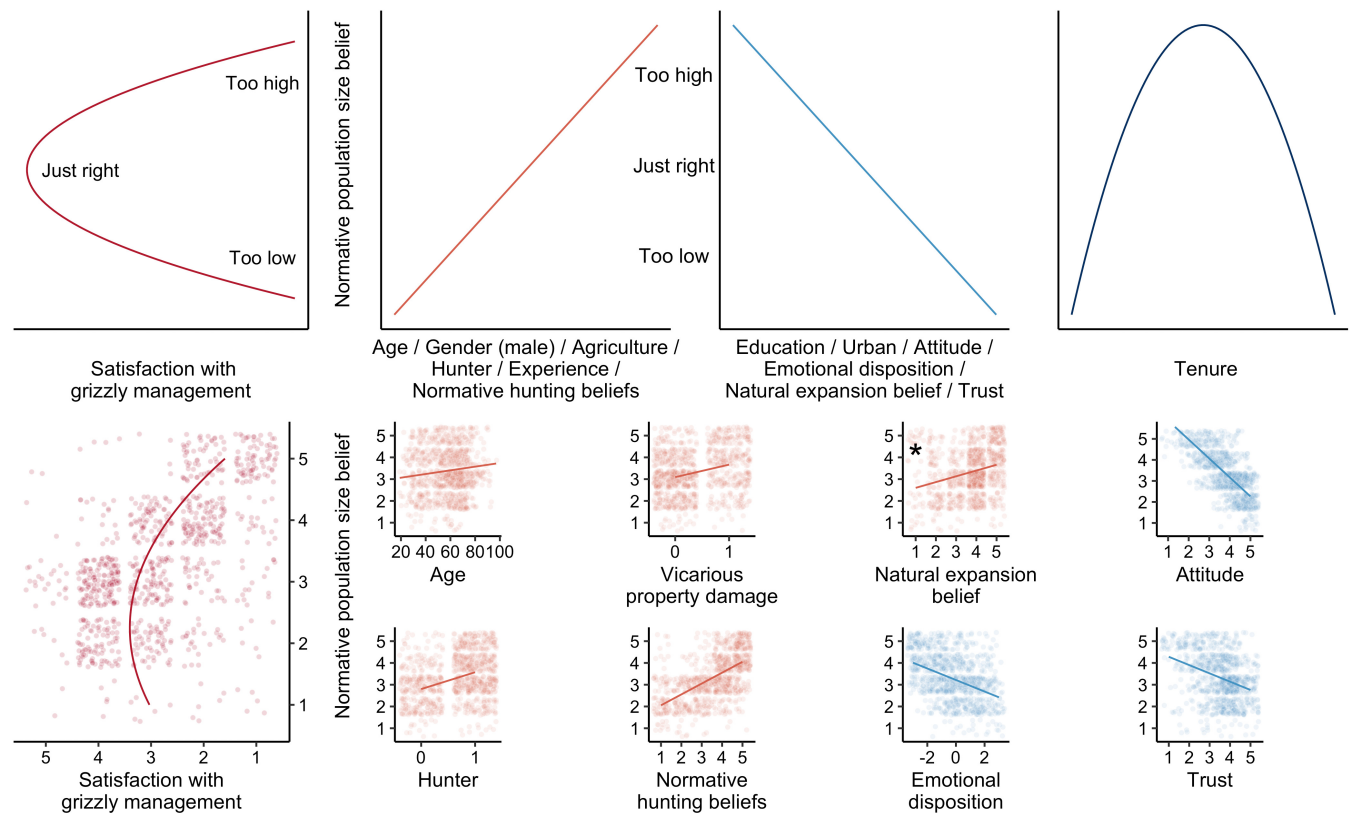 Normative population size belief
Too high
Just right
Too low
Too high
Just right
Too low
Satisfaction with
grizzly management
Age / Gender (male) / Agriculture /
Hunter / Experience /
Normative hunting beliefs
Education / Urban / Attitude /
Emotional disposition /
Natural expansion belief / Trust
Tenure
5
4
3
2
1
5 4 3 2 1
Satisfaction with
grizzly management
Normative population size belief
5
4
3
2
1
20 40 60 80 100
Age
5
4
3
2
1
0 1
Vicarious
property damage
5
4
3
2
1
*
1 2 3 4 5
Natural expansion
belief
5
4
3
2
1
1 2 3 4 5
Attitude
5
4
3
2
1
0 1
Hunter
5
4
3
2
1
1 2 3 4 5
Normative
hunting beliefs
5
4
3
2
1
-2 0 2
Emotional
disposition
5
4
3
2
1
1 2 3 4 5
Trust